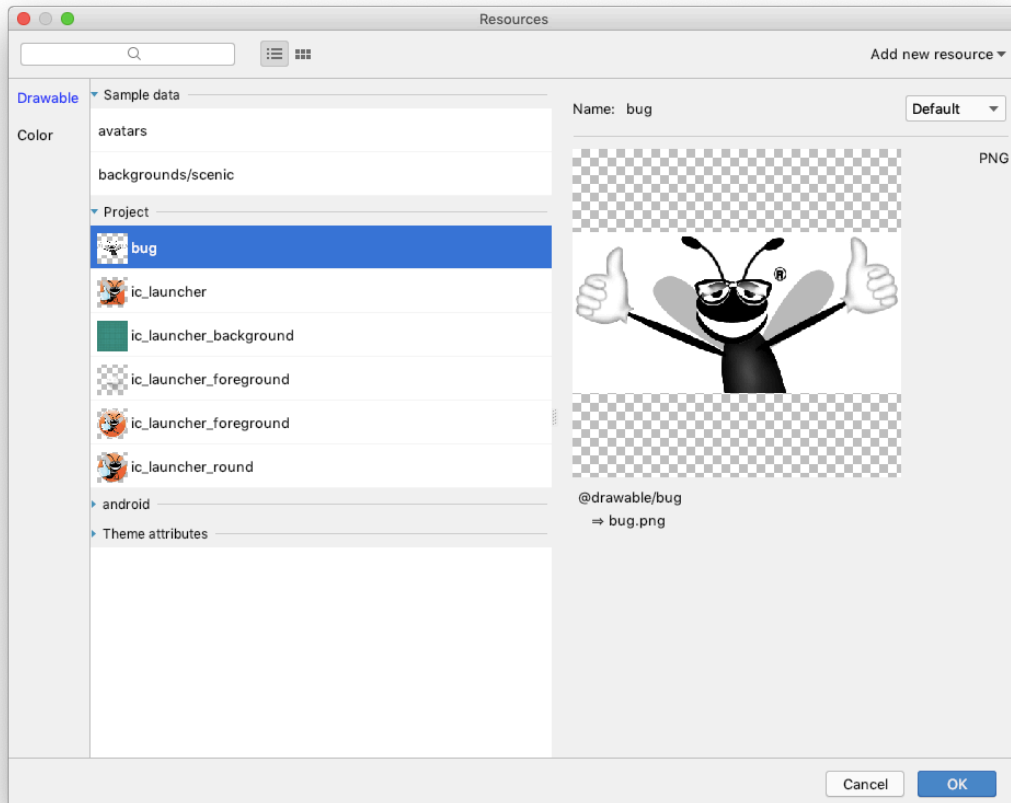 Resources
Add new resource
Drawable
Color
Sample data
avatars
backgrounds/scenic
Project
bug
ic_launcher
ic_launcher_background
ic_launcher_foreground
ic_launcher_foreground
ic_launcher_round
android
Theme attributes
Name: bug
Default
PNG
®
@drawable/bug
⇒ bug.png
Cancel
OK